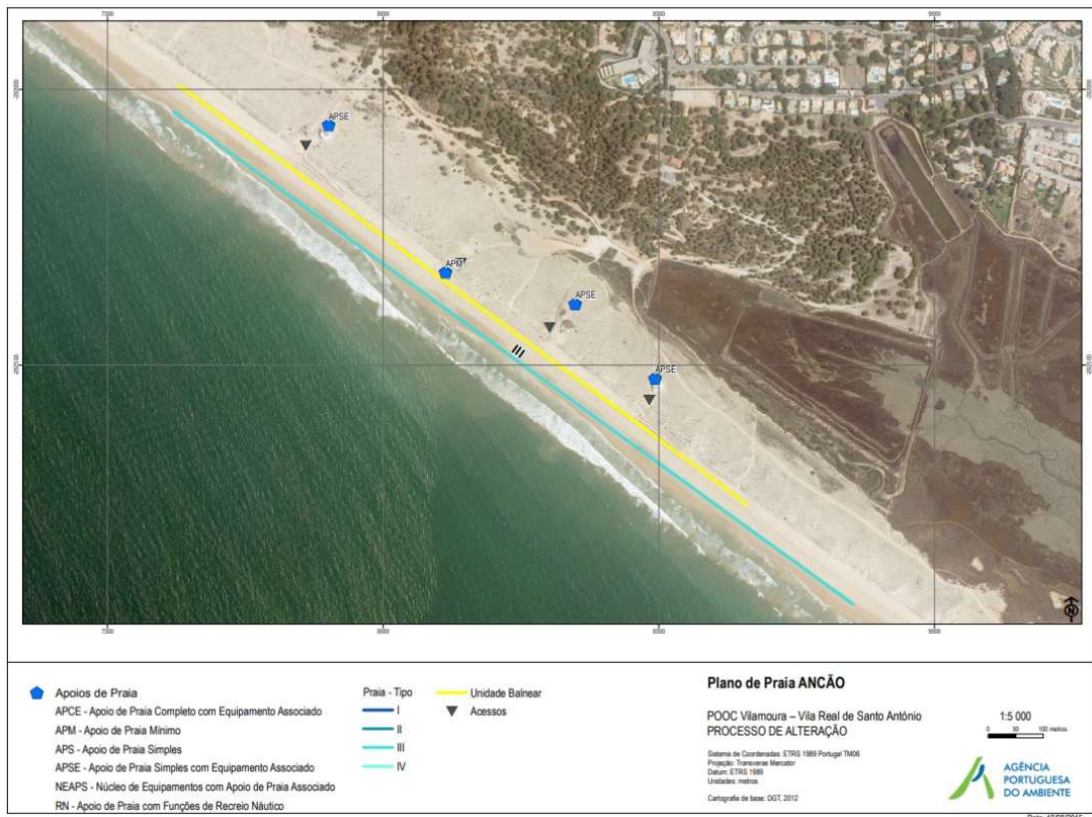 7500
8000
8500
9000
APSE
APM
APSE
III
APSE
Apoios de Praia
APCE - Apoio de Praia Completo com Equipamento Associado
APM - Apoio de Praia Mínimo
APS - Apoio de Praia Simples
APSE - Apoio de Praia Simples com Equipamento Associado
NEAPS - Núcleo de Equipamentos com Apoio de Praia Associado
RN - Apoio de Praia com Funções de Recreio Náutico
Praia - Tipo
I
II
III
IV
Unidade Balnear
Acessos
Plano de Praia ANCÃO
POOC Vilamoura – Vila Real de Santo António
PROCESSO DE ALTERAÇÃO
Sistema de Coordenadas: ETRS 1989 Portugal TM06
Projeção: Transverse Mercator
Datum: ETRS 1989
Unidades: metros
Cartografia de base: DGT, 2012
1:5 000
0 50 100 metros
AGÊNCIA
PORTUGUESA
DO AMBIENTE
N